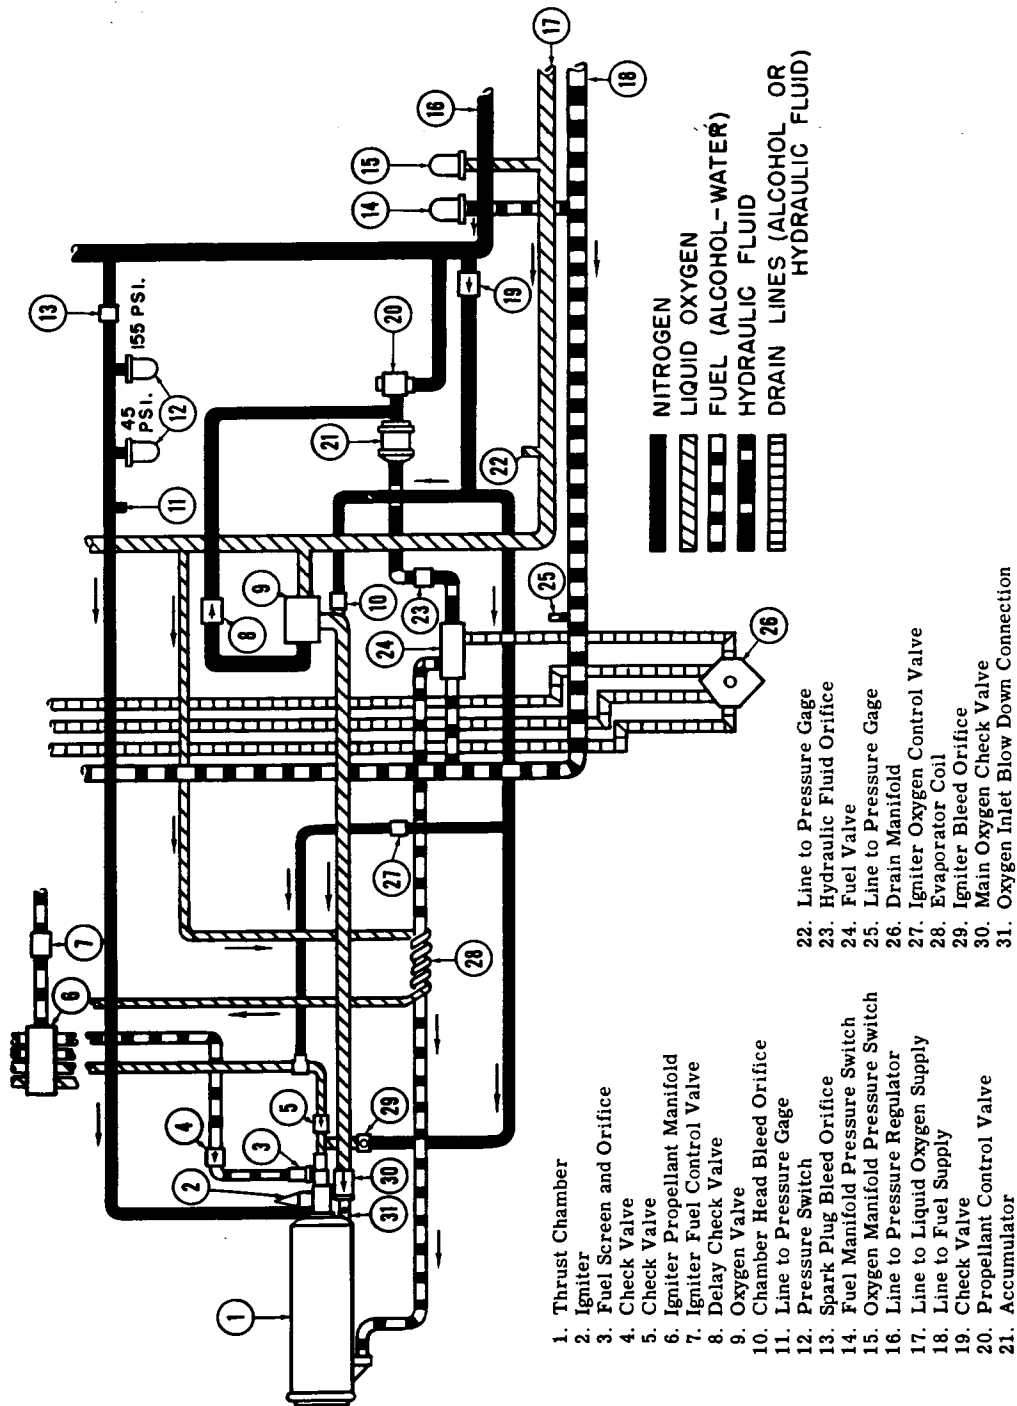 17
16
18
15
14
13
155 PSI.
19
20
45
PSI.
12
21
22
11
9
10
8
23
25
24
26
27
7
28
6
5
29
4
3
30
2
31
1
NITROGEN
LIQUID OXYGEN
FUEL (ALCOHOL-WATER)
HYDRAULIC FLUID
DRAIN LINES (ALCOHOL OR
HYDRAULIC FLUID)
1. Thrust Chamber
2. Igniter
3. Fuel Screen and Orifice
4. Check Valve
5. Check Valve
6. Igniter Propellant Manifold
7. Igniter Fuel Control Valve
8. Delay Check Valve
9. Oxygen Valve
10. Chamber Head Bleed Orifice
11. Line to Pressure Gage
12. Pressure Switch
13. Spark Plug Bleed Orifice
14. Fuel Manifold Pressure Switch
15. Oxygen Manifold Pressure Switch
16. Line to Pressure Regulator
17. Line to Liquid Oxygen Supply
18. Line to Fuel Supply
19. Check Valve
20. Propellant Control Valve
21. Accumulator
22. Line to Pressure Gage
23. Hydraulic Fluid Orifice
24. Fuel Valve
25. Line to Pressure Gage
26. Drain Manifold
27. Igniter Oxygen Control Valve
28. Evaporator Coil
29. Igniter Bleed Orifice
30. Main Oxygen Check Valve
31. Oxygen Inlet Blow Down Connection